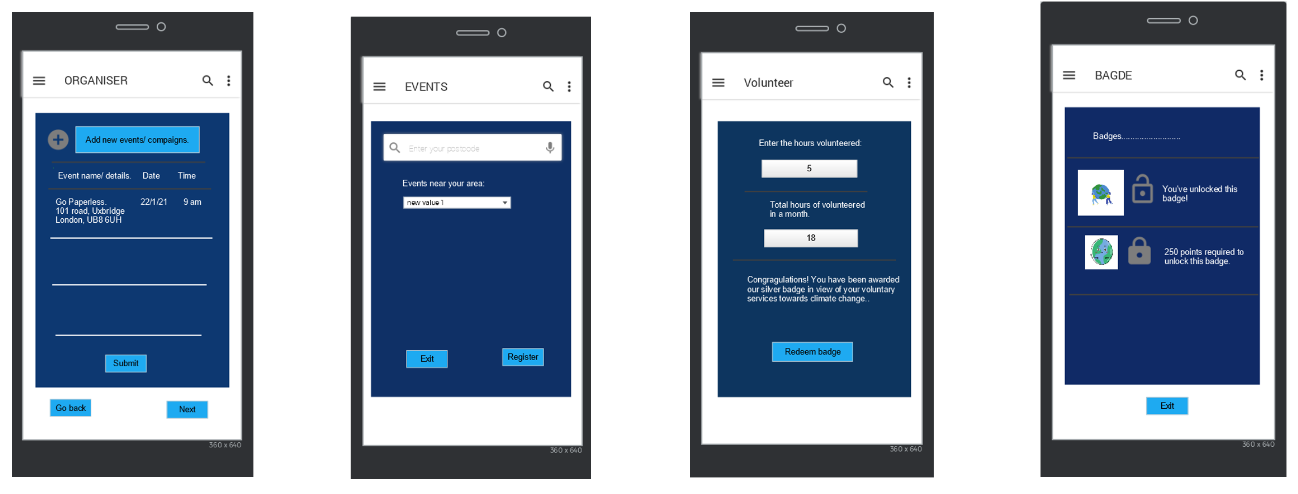 ORGANISER
Add new events/ compaigns.
Event name/ details. Date Time
Go Paperless. 22/1/21 9 am
101 road, Uxbridge
London, UB8 6UH
Submit
Go back Next
360 x 640
EVENTS
Enter your postcode
Events near your area:
new value 1
Exit Register
360 x 640
Volunteer
Enter the hours volunteered:
5
Total hours of volunteered
in a month.
18
Congragulations! You have been awarded
our silver badge in view of your voluntary
services towards climate change..
Redeem badge
360 x 640
BAGDE
Badges.........................
You've unlocked this
badge!
250 points required to
unlock this badge.
Exit
360 x 640